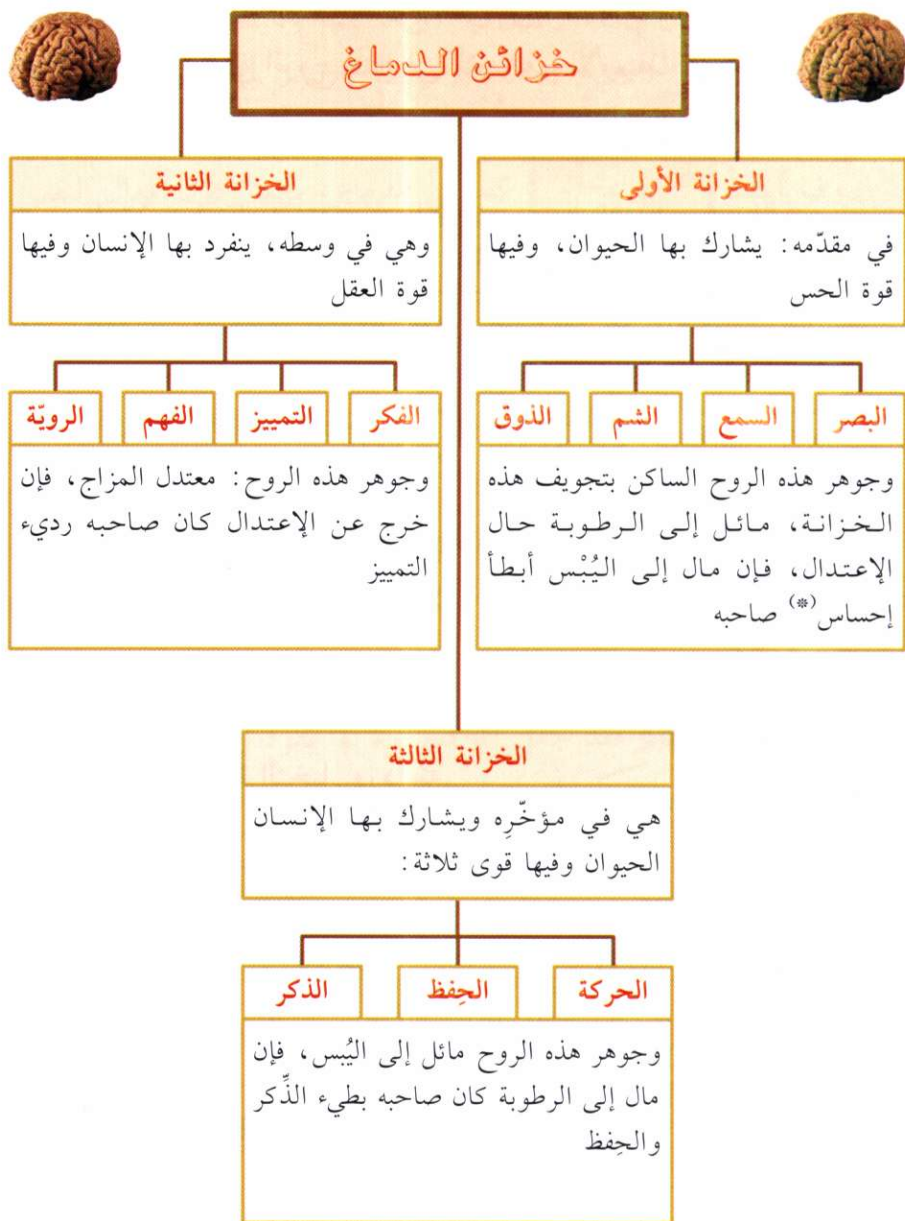 خزائن الدماغ
الخزانة الأولى
في مقدّمه: يشارك بها الحيوان، وفيها
قوة الحس
البصر
السمع
الشم
الذوق
وجوهر هذه الروح الساكن بتجويف هذه
الخزانة، مائل إلى الرطوبة حال
الإعتدال، فإن مال إلى اليُبْس أبطأ
إحساس(*) صاحبه
الخزانة الثانية
وهي في وسطه، ينفرد بها الإنسان وفيها
قوة العقل
الفكر
التمييز
الفهم
الرويّة
وجوهر هذه الروح: معتدل المزاج، فإن
خرج عن الإعتدال كان صاحبه رديء
التمييز
الخزانة الثالثة
هي في مؤخّرِه ويشارك بها الإنسان
الحيوان وفيها قوى ثلاثة:
الحركة
الحِفظ
الذكر
وجوهر هذه الروح مائل إلى اليُبس، فإن
مال إلى الرطوبة كان صاحبه بطيء الذِّكر
والحِفظ